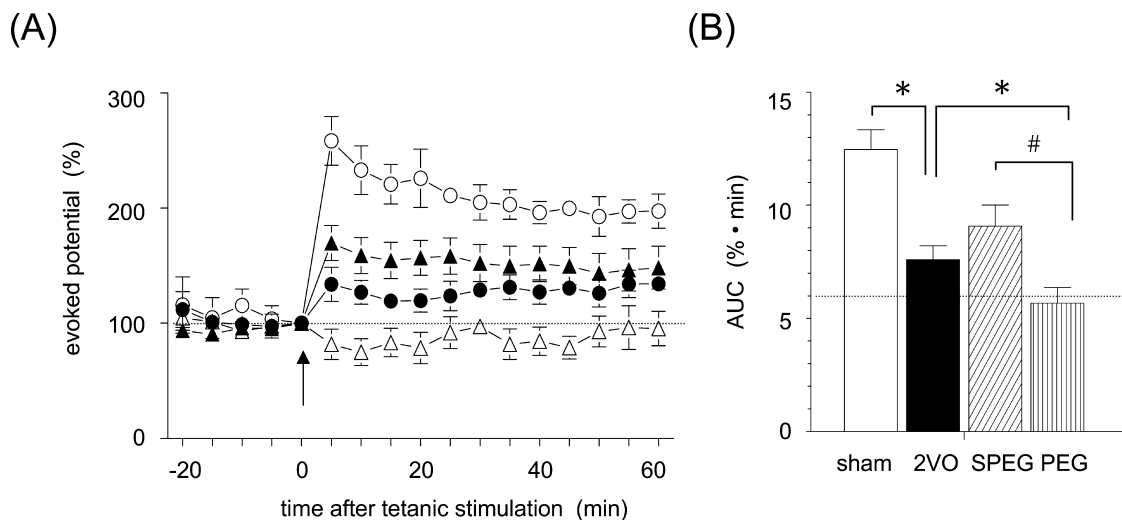 (A)
300
200
100
0
evoked potential (%)
-20 0 20 40 60
time after tetanic stimulation (min)
(B)
15
10
5
0
AUC (% • min)
* *
#
sham 2VO SPEG PEG